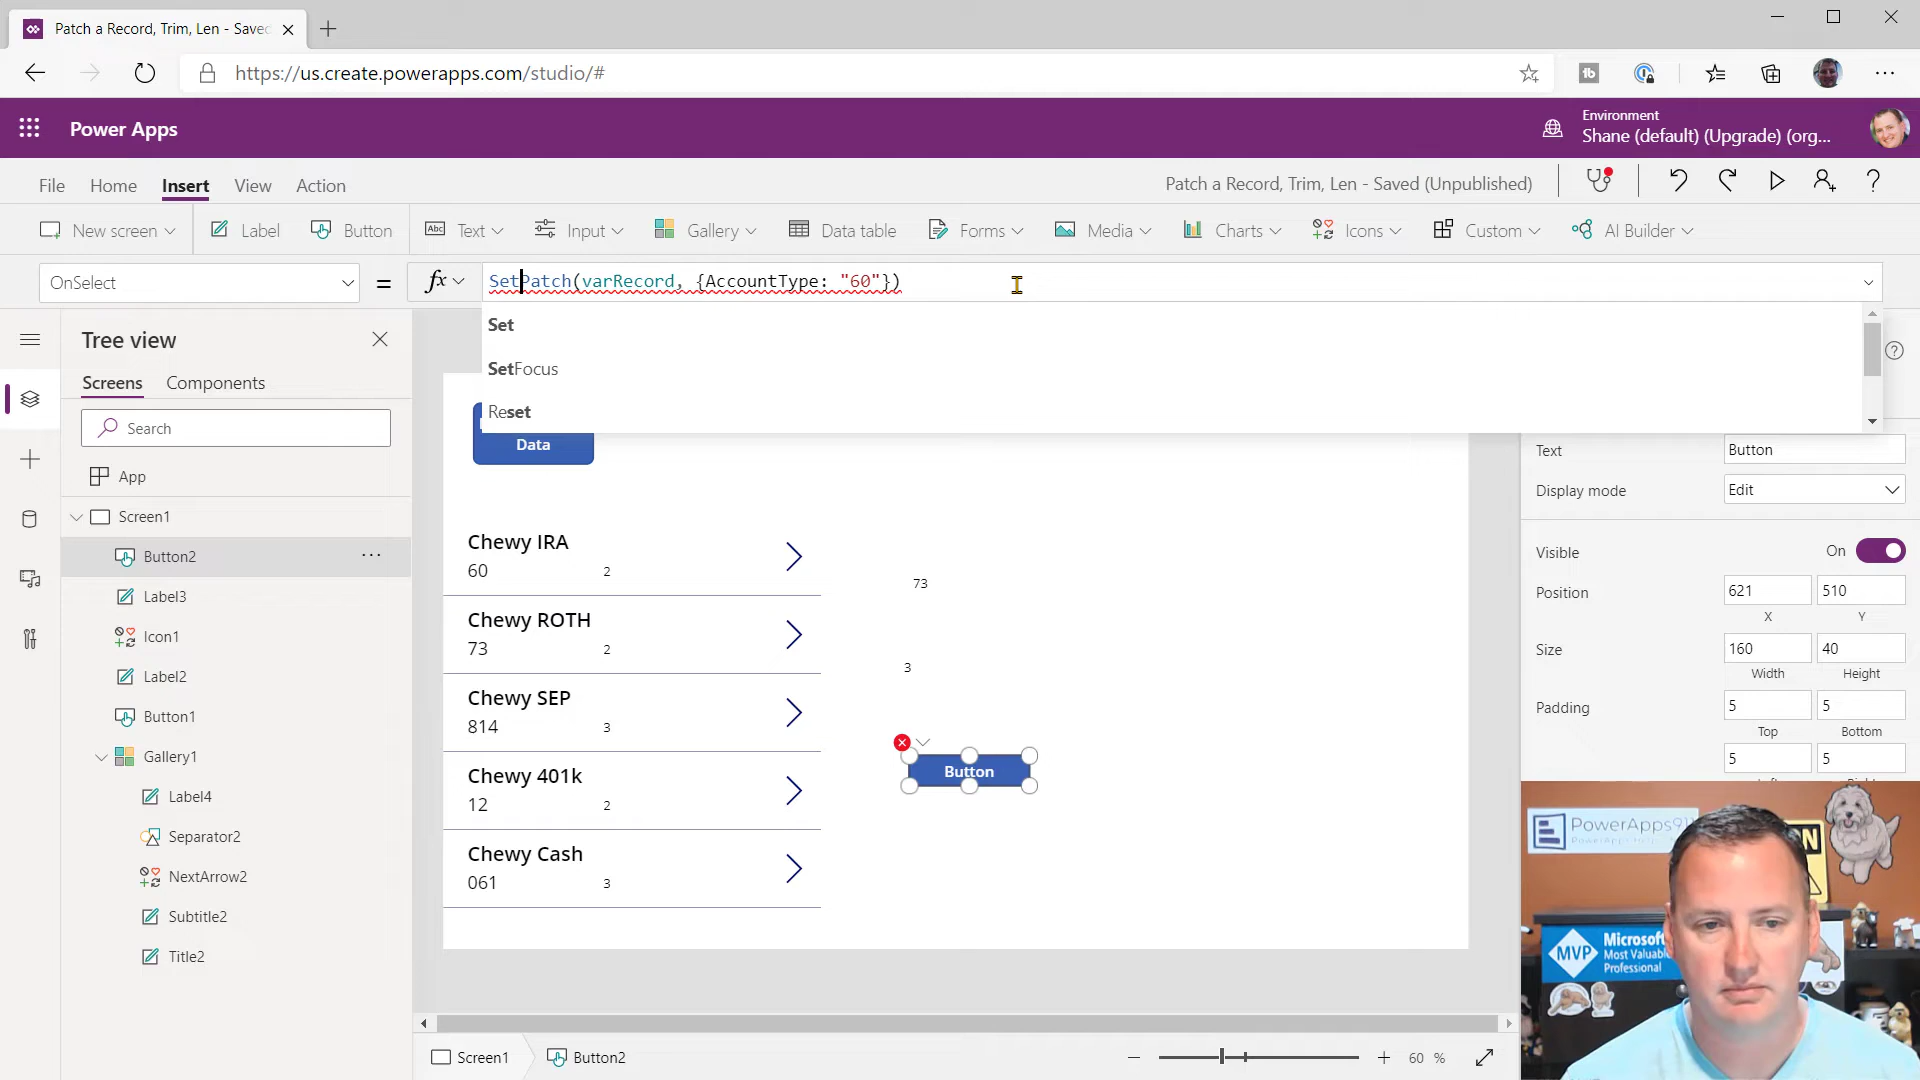 Patch a Record, Trim, Len - Saved
https://us.create.powerapps.com/studio/#
Power Apps
Environment
Shane (default) (Upgrade) (org...
File Home Insert View Action
Patch a Record, Trim, Len - Saved (Unpublished)
New screen Label Button Text Input Gallery Data table Forms Media Charts Icons Custom AI Builder
OnSelect = fx SetPatch(varRecord, {AccountType: "60"})
Set
SetFocus
Reset
Tree view
Screens Components
Search
App
Screen1
Button2
Label3
Icon1
Label2
Button1
Gallery1
Label4
Separator2
NextArrow2
Subtitle2
Title2
Data
Chewy IRA
60 2
Chewy ROTH
73 2
Chewy SEP
814 3
Chewy 401k
12 2
Chewy Cash
061 3
73
3
Button
Text Button
Display mode Edit
Visible On
Position 621 510
X Y
Size 160 40
Width Height
Padding 5 5
Top Bottom
5 5
PowerApps911
MVP
Microsoft
Most Valuable
Professional
Screen1 Button2
60 %